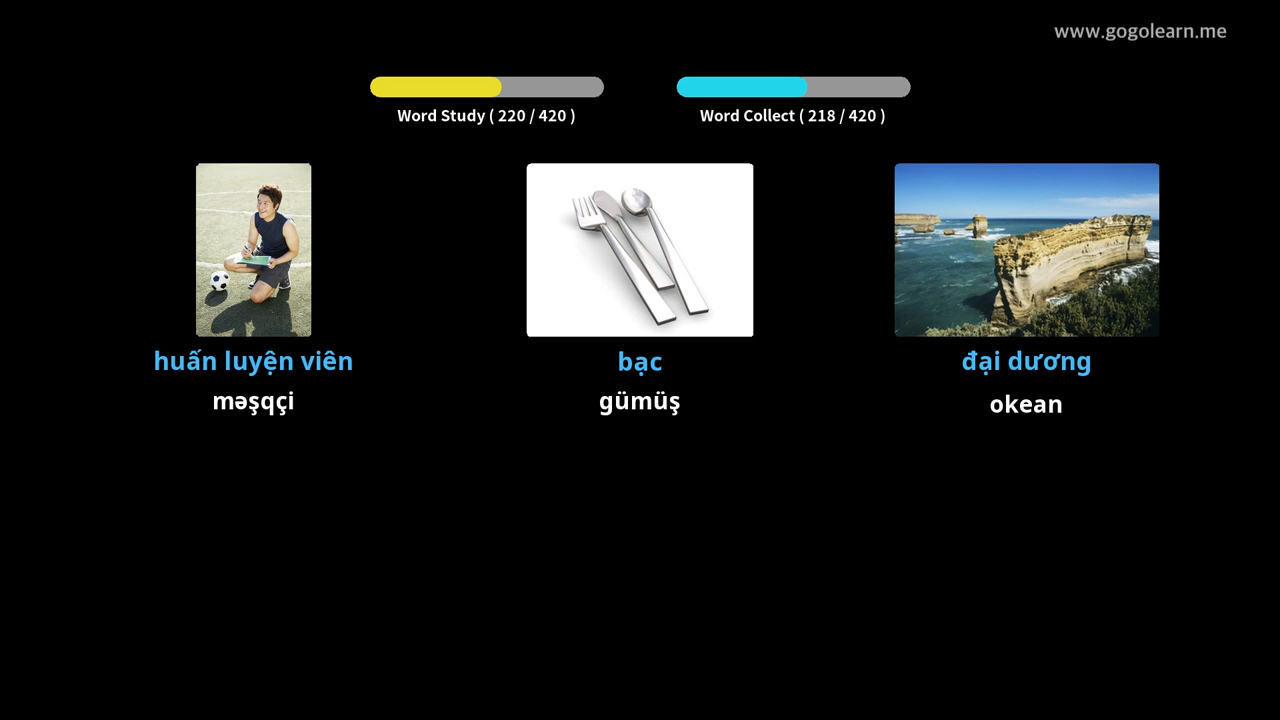 www.gogolearn.me
Word Study ( 220 / 420 )
Word Collect ( 218 / 420 )
huấn luyện viên
məşqçi
bạc
gümüş
đại dương
okean